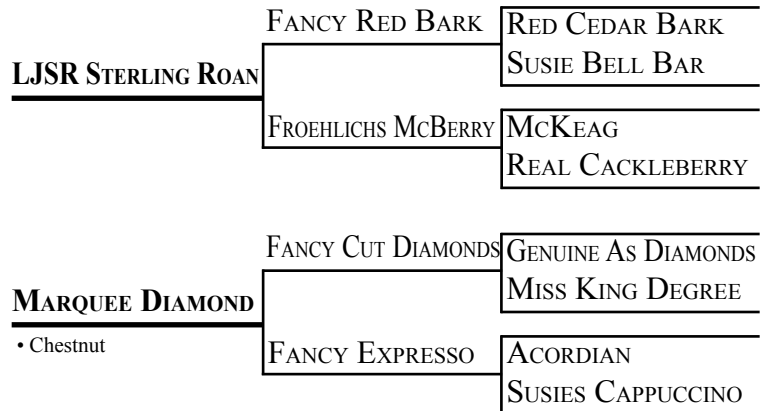 Fancy Red Bark
Red Cedar Bark
Susie Bell Bar
LJSR Sterling Roan
Froehlichs McBerry
McKeag
Real Cackleberry
Fancy Cut Diamonds
Genuine As Diamonds
Miss King Degree
Marquee Diamond
• Chestnut
Fancy Expresso
Acordian
Susies Cappuccino